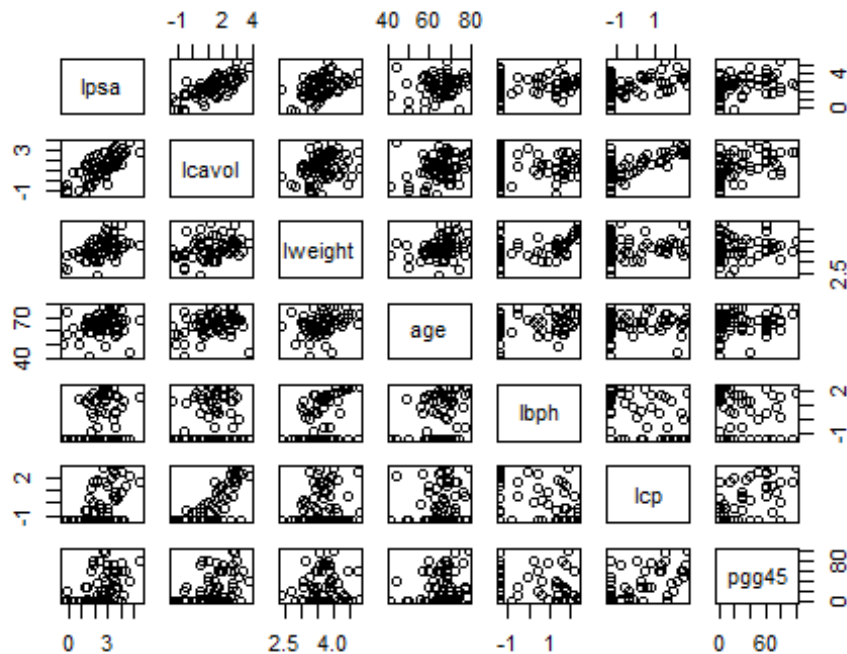 -1 2 4 40 60 80 -1 1
lpsa 0 4
-1 3 lcavol
lweight 2.5
40 70 age
lbph -1 2
-1 2 lcp
pgg45 0 80
0 3 2.5 4.0 -1 1 0 60